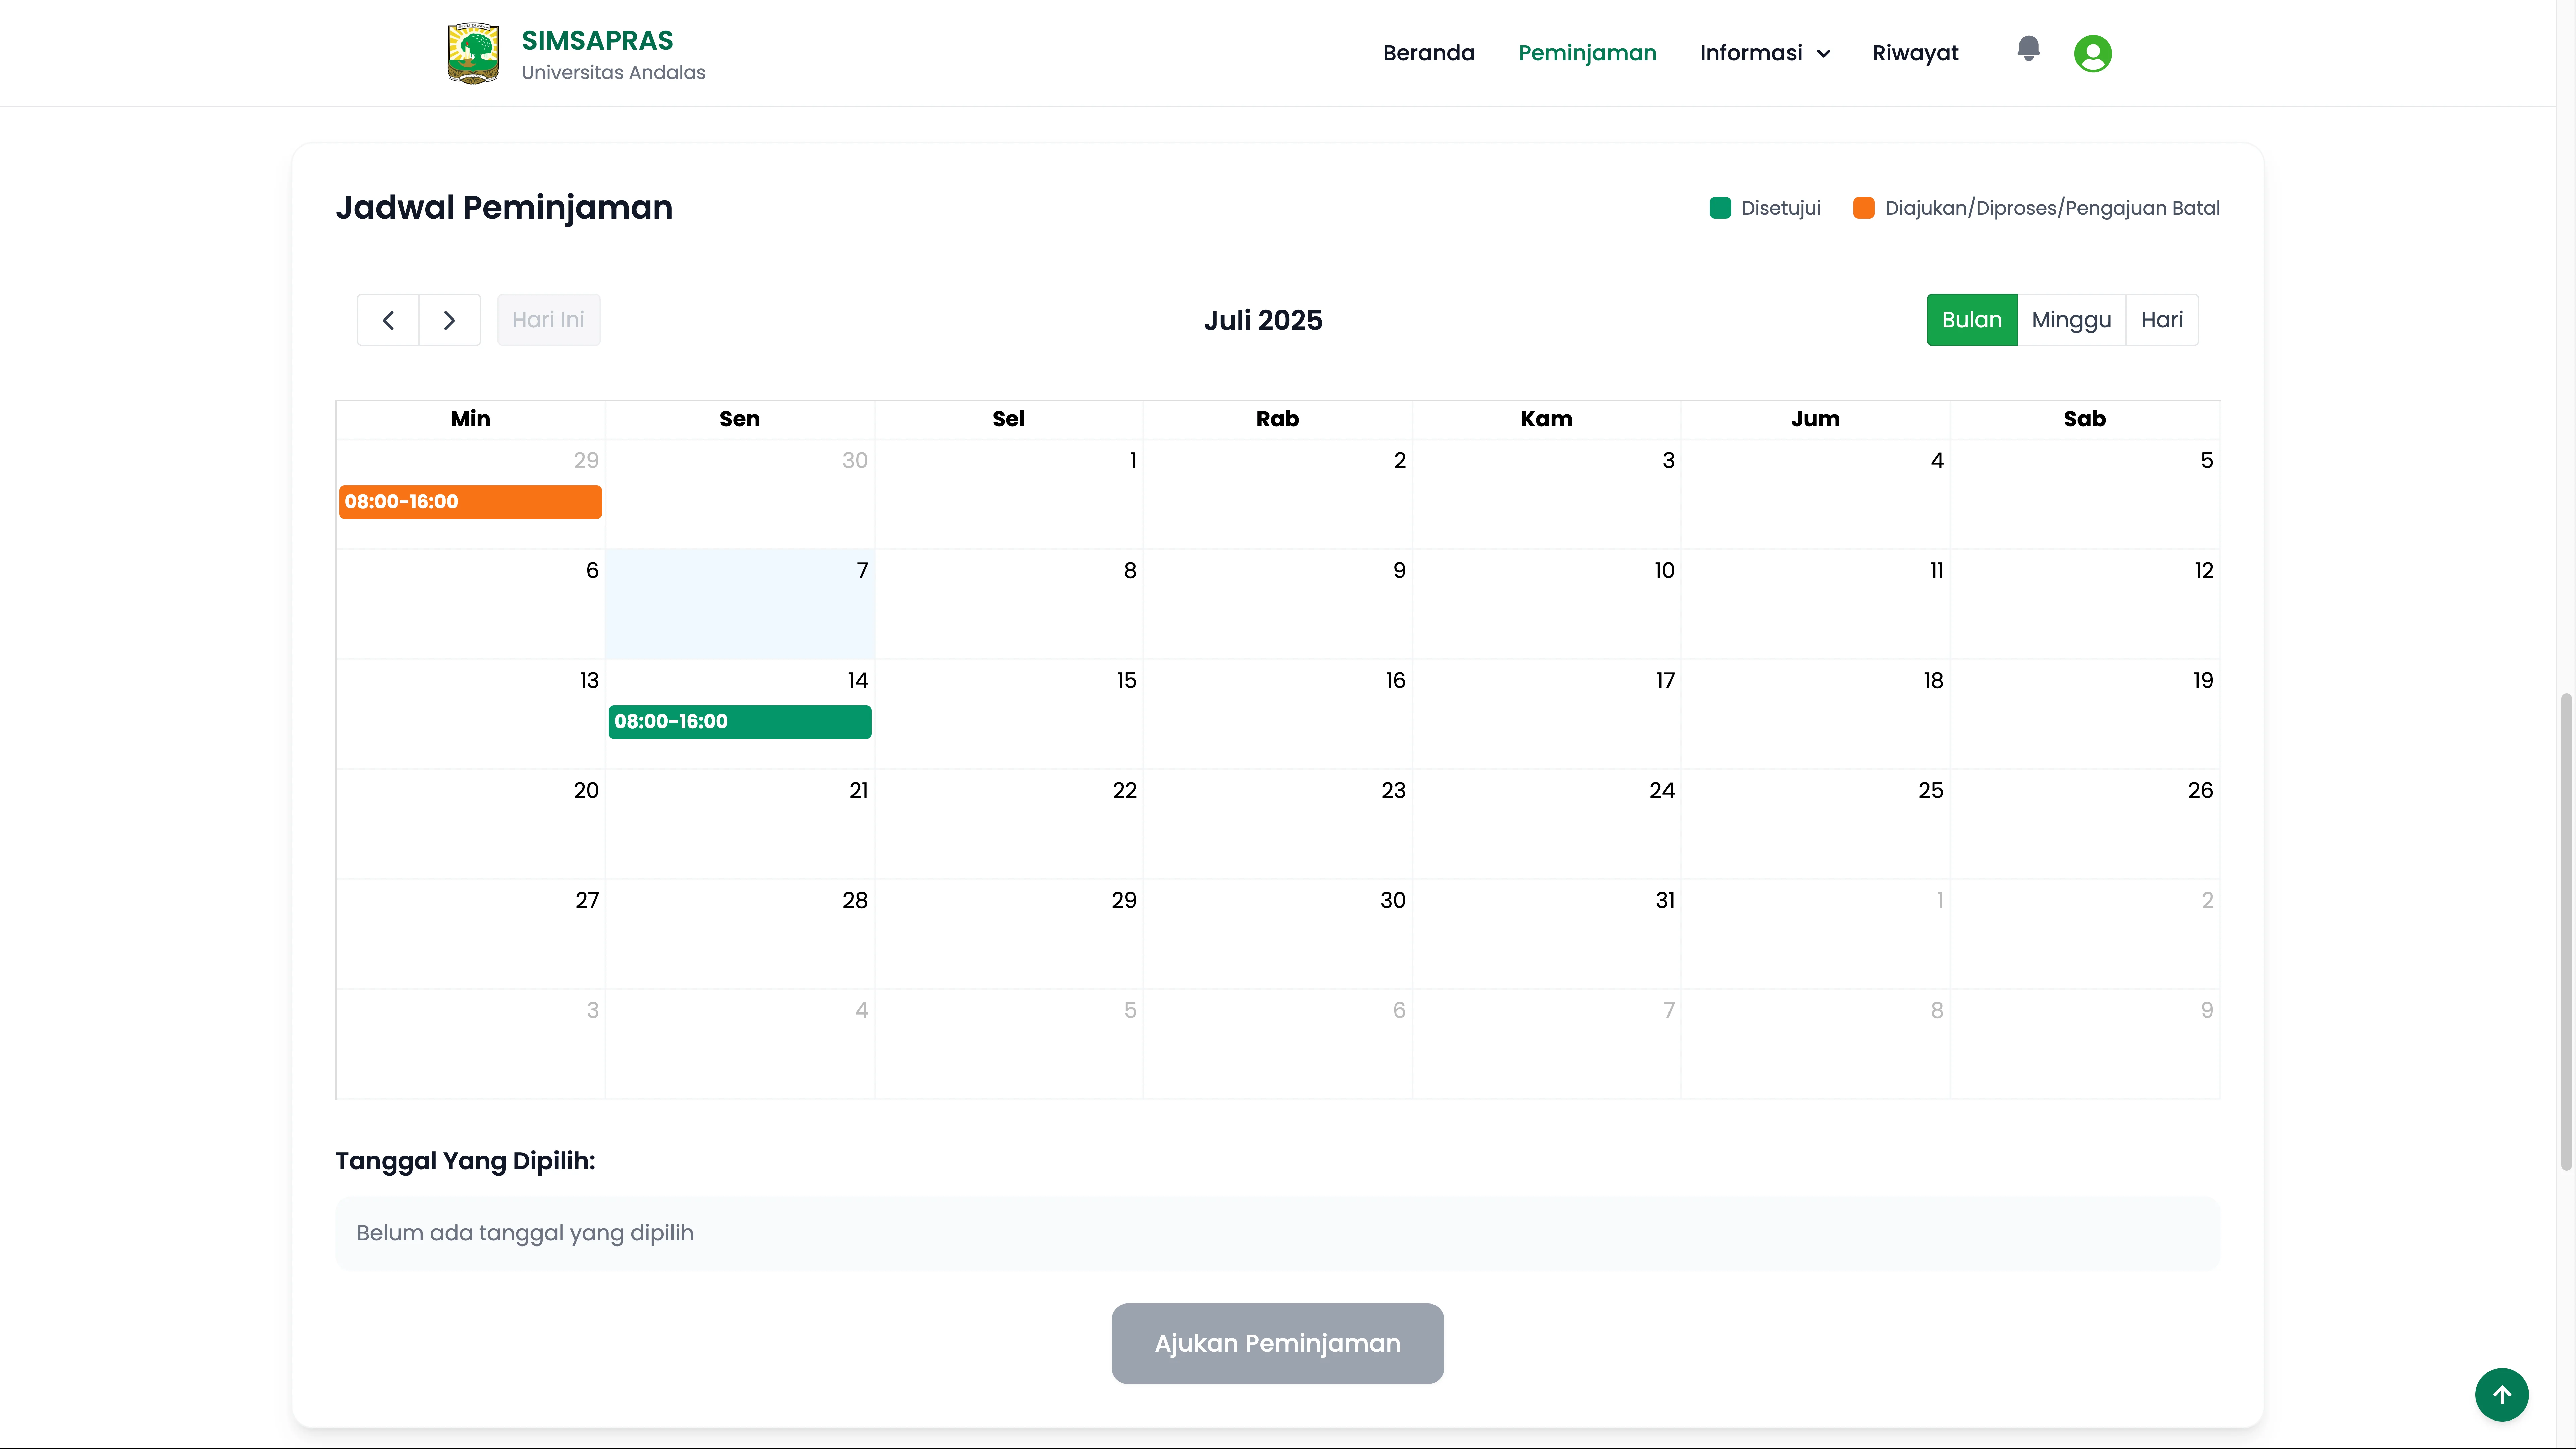 SIMSAPRAS
Universitas Andalas
Beranda Peminjaman Informasi Riwayat
Jadwal Peminjaman
Disetujui Diajukan/Diproses/Pengajuan Batal
Hari Ini
Juli 2025
Bulan Minggu Hari
Min Sen Sel Rab Kam Jum Sab
29 30 1 2 3 4 5
08:00-16:00
6 7 8 9 10 11 12
13 14 15 16 17 18 19
08:00-16:00
20 21 22 23 24 25 26
27 28 29 30 31 1 2
3 4 5 6 7 8 9
Tanggal Yang Dipilih:
Belum ada tanggal yang dipilih
Ajukan Peminjaman